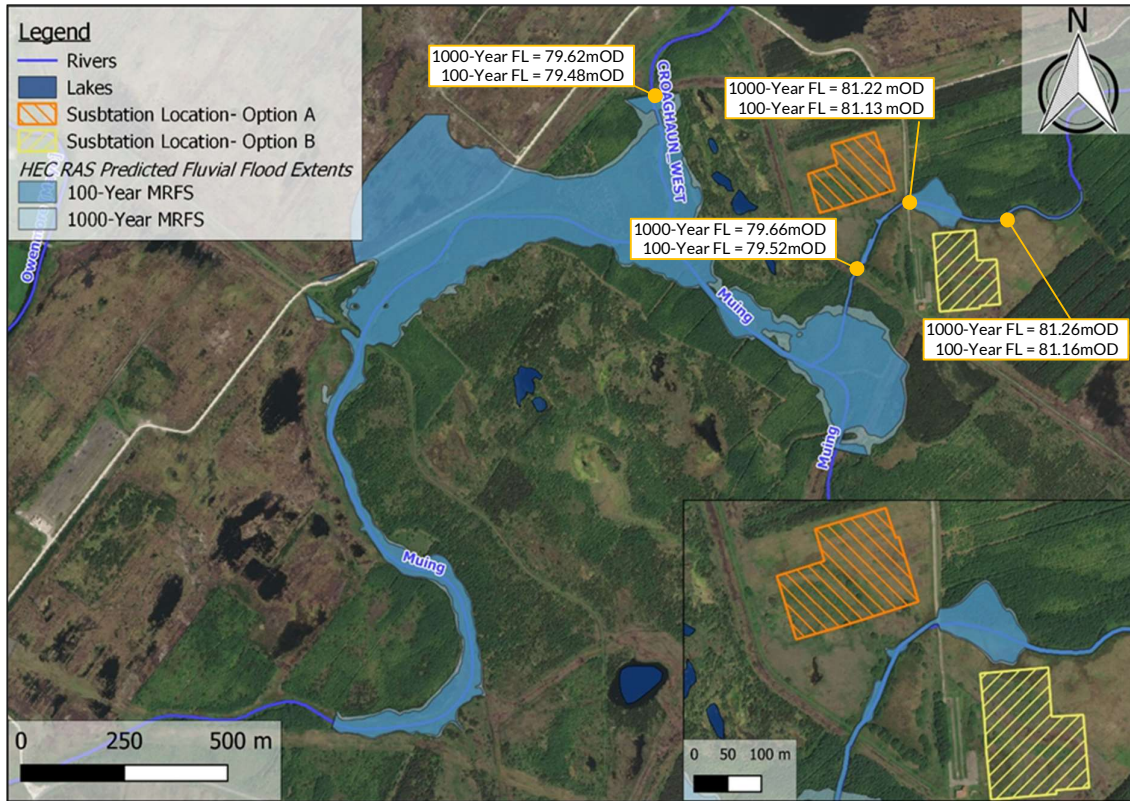 Legend
Rivers
Lakes
Susbtation Location- Option A
Susbtation Location- Option B
HEC RAS Predicted Fluvial Flood Extents
100-Year MRFS
1000-Year MRFS
1000-Year FL = 79.62mOD
100-Year FL = 79.48mOD
1000-Year FL = 81.22 mOD
100-Year FL = 81.13 mOD
N
CROAGHAUN_WEST
1000-Year FL = 79.66mOD
100-Year FL = 79.52mOD
1000-Year FL = 81.26mOD
100-Year FL = 81.16mOD
Muing
Muing
Muing
0 250 500 m
0 50 100 m